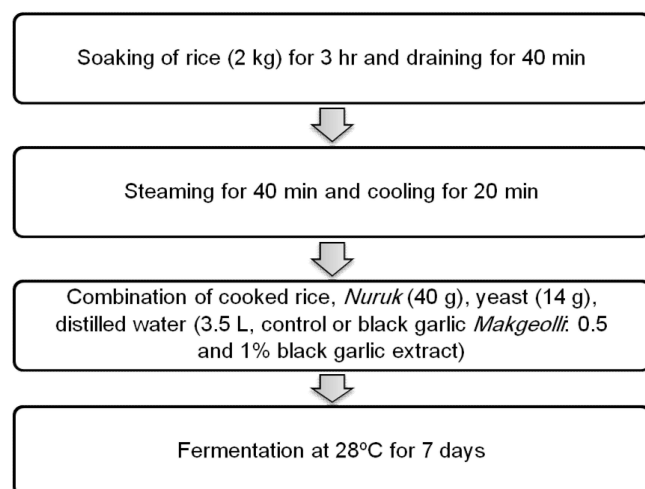 Soaking of rice (2 kg) for 3 hr and draining for 40 min
Steaming for 40 min and cooling for 20 min
Combination of cooked rice, Nuruk (40 g), yeast (14 g),
distilled water (3.5 L, control or black garlic Makgeolli: 0.5
and 1% black garlic extract)
Fermentation at 28ºC for 7 days